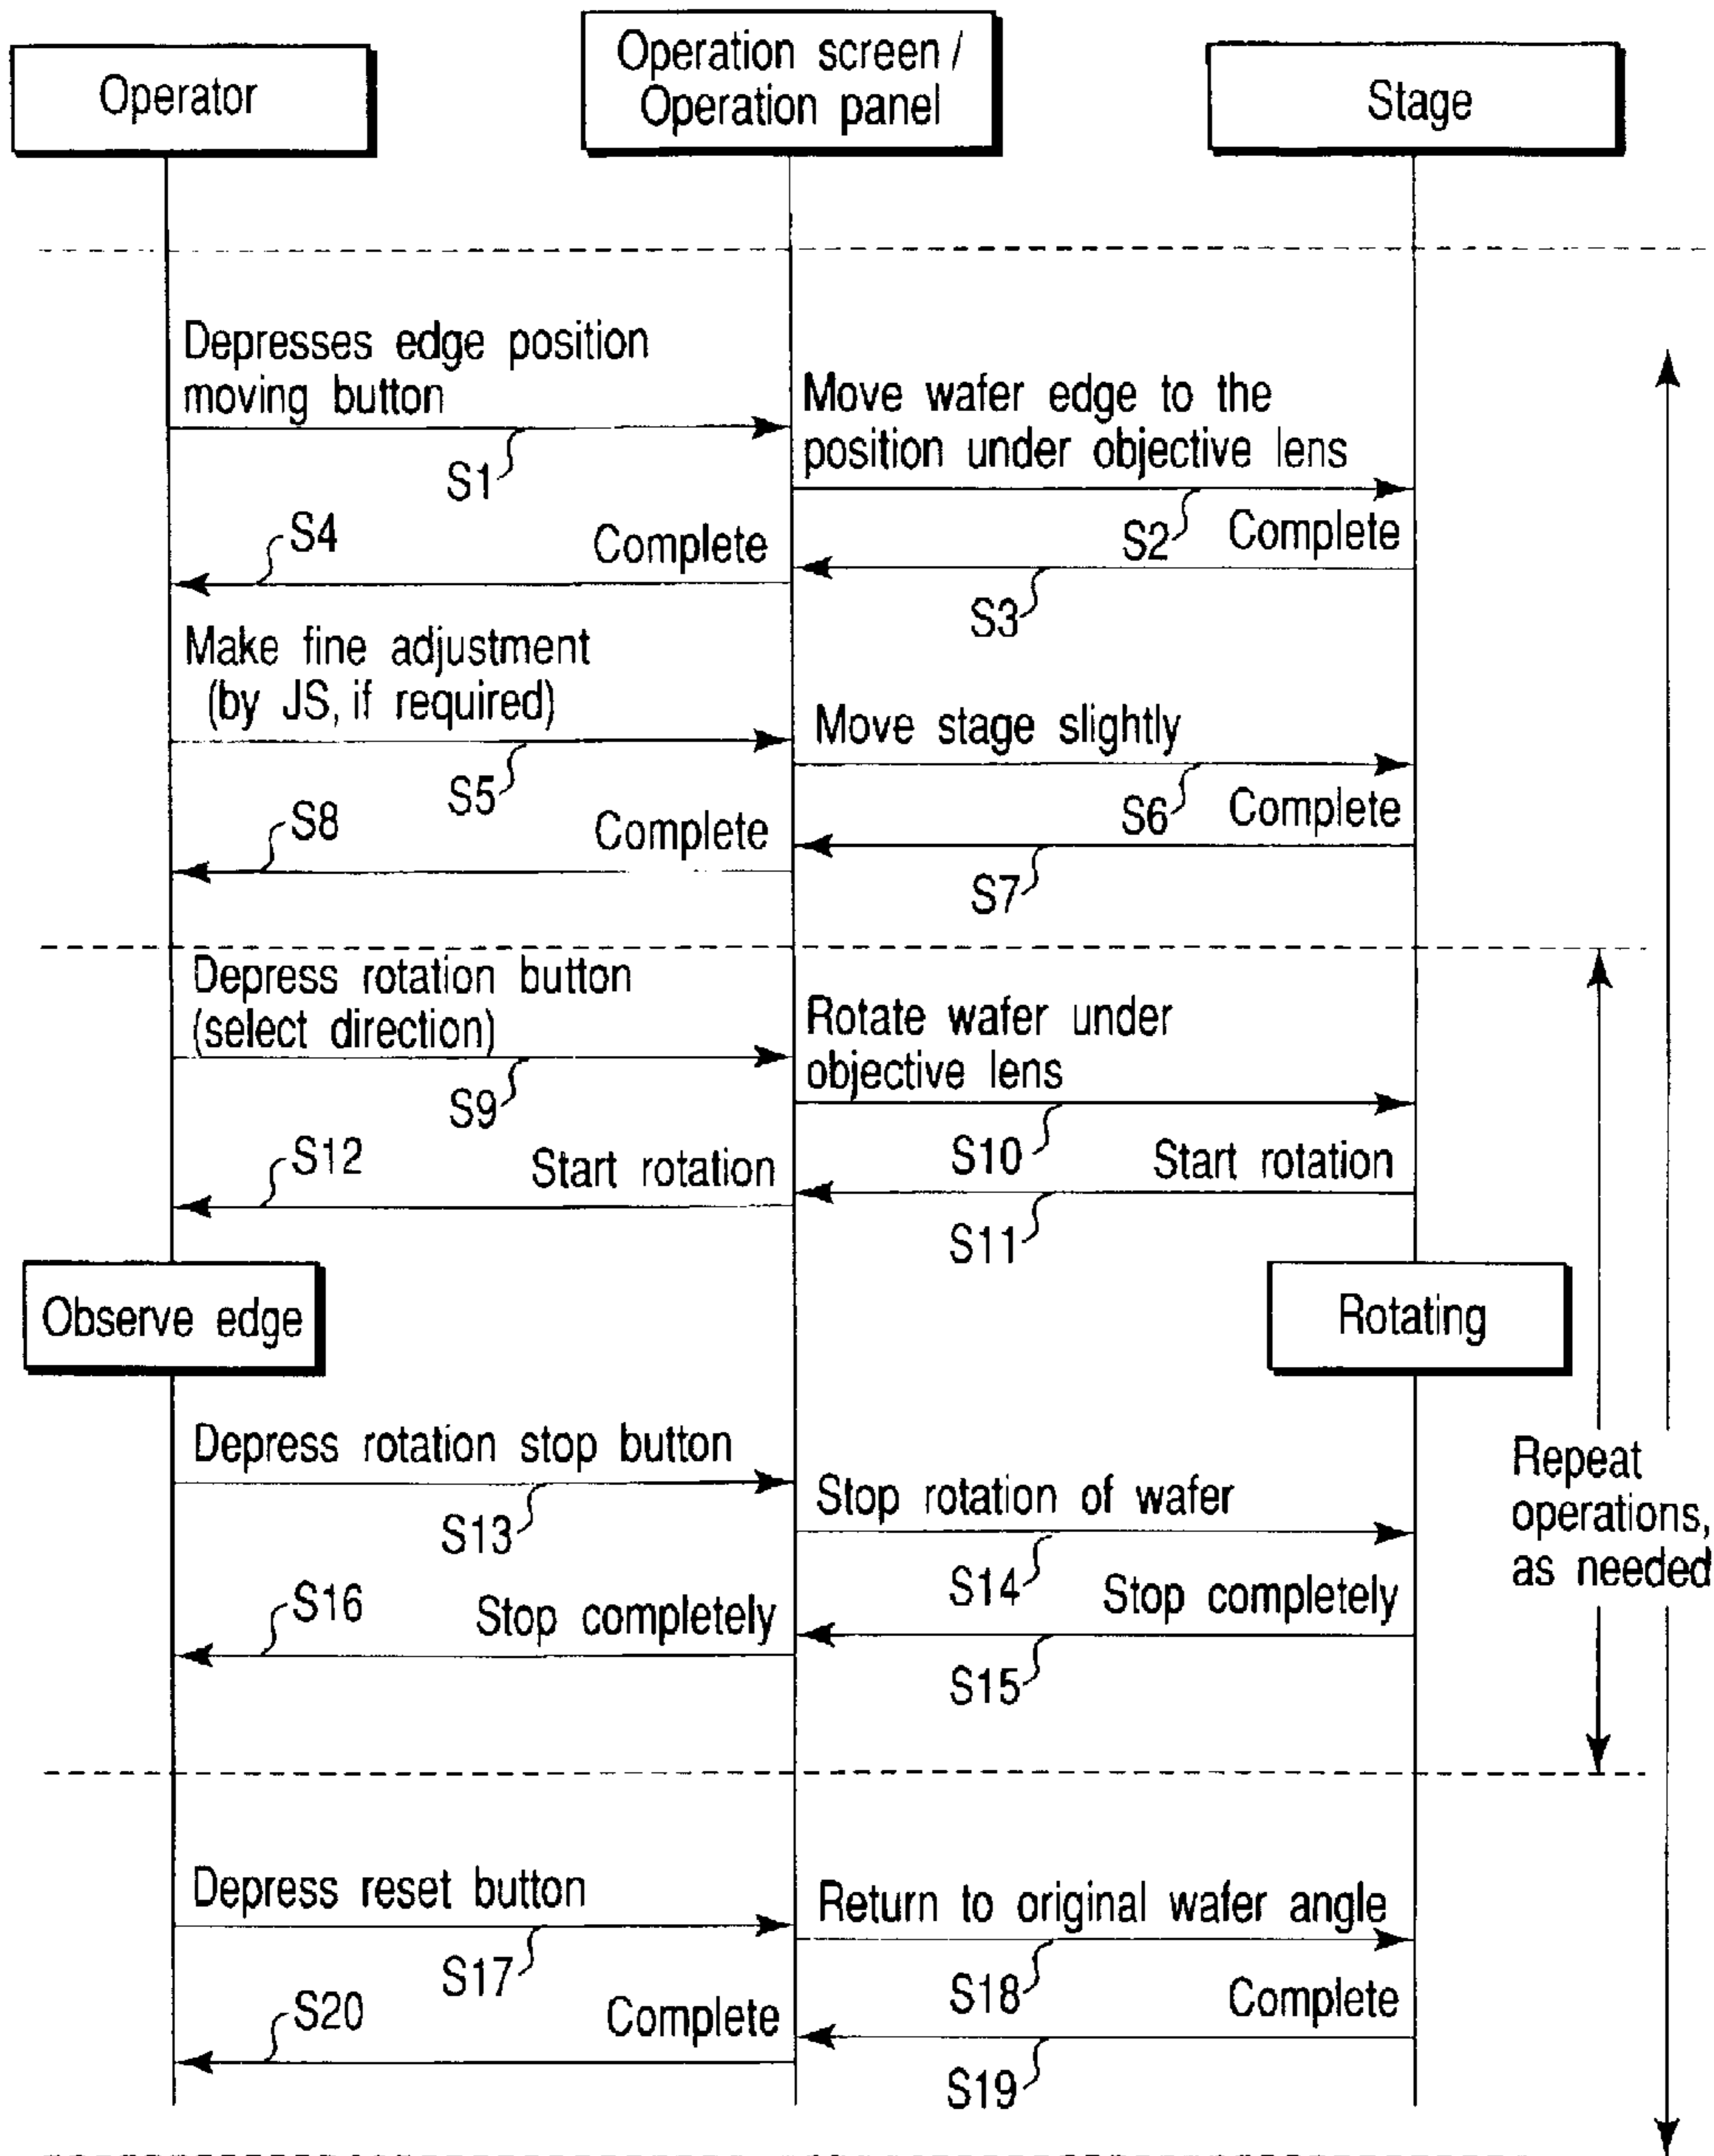 Operator
Operation screen /
Operation panel
Stage
Depresses edge position
moving button
S1
Move wafer edge to the
position under objective lens
S2
Complete
S3
S4
Complete
Make fine adjustment
(by JS, if required)
S5
Move stage slightly
S6
Complete
S7
S8
Complete
Depress rotation button
(select direction)
S9
Rotate wafer under
objective lens
S10
Start rotation
S11
S12
Start rotation
Observe edge
Rotating
Depress rotation stop button
S13
Stop rotation of wafer
S14
Stop completely
S15
S16
Stop completely
Repeat
operations,
as needed
Depress reset button
S17
Return to original wafer angle
S18
Complete
S19
S20
Complete